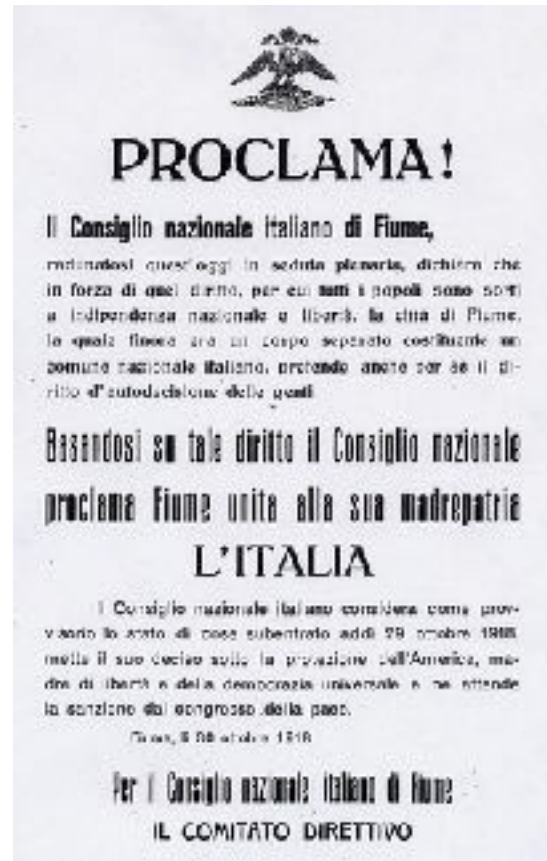 PROCLAMA!
Il Consiglio nazionale italiano di Fiume,
radunatosi quest'oggi in seduta plenaria, dichiara che
in forza di quel diritto, per cui tutti i popoli sono sorti
a indipendenza nazionale e libertà, la città di Fiume,
la quale finora era un corpo separato costituente un
comune nazionale italiano, pretende anche per sè il di-
ritto d'autodecisione delle genti
Basandosi su tale diritto il Consiglio nazionale
proclama Fiume unita alla sua madrepatria
L'ITALIA
Il Consiglio nazionale italiano considera come prov-
visorio lo stato di cose subentrato addì 29 ottobre 1918,
mette il suo deciso sotto la protezione dell'America, ma-
dre di libertà e della democrazia universale e ne attende
la sanzione dal congresso della pace.
Fiume, 30 ottobre 1918
Per il Consiglio nazionale italiano di Fiume
IL COMITATO DIRETTIVO